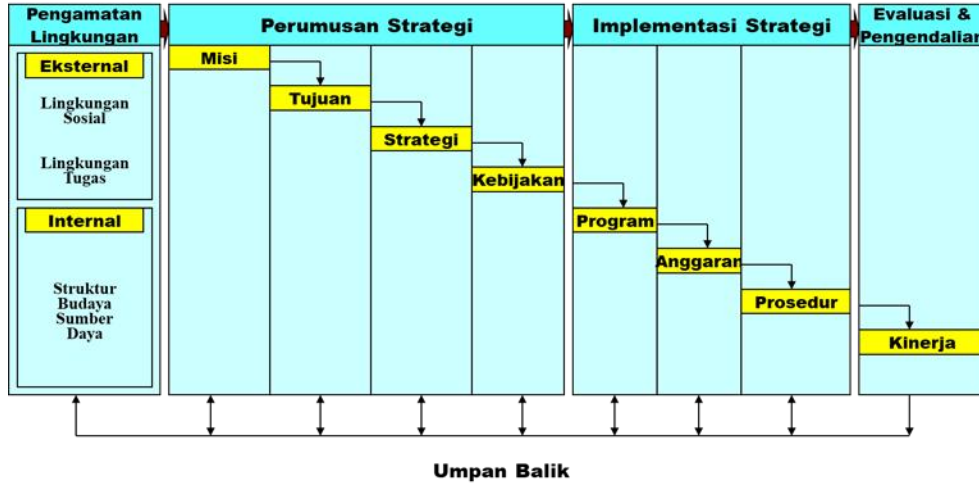 Pengamatan
Lingkungan
Perumusan Strategi
Implementasi Strategi
Evaluasi &
Pengendalian
Eksternal
Lingkungan
Sosial
Lingkungan
Tugas
Internal
Struktur
Budaya
Sumber
Daya
Misi
Tujuan
Strategi
Kebijakan
Program
Anggaran
Prosedur
Kinerja
Umpan Balik